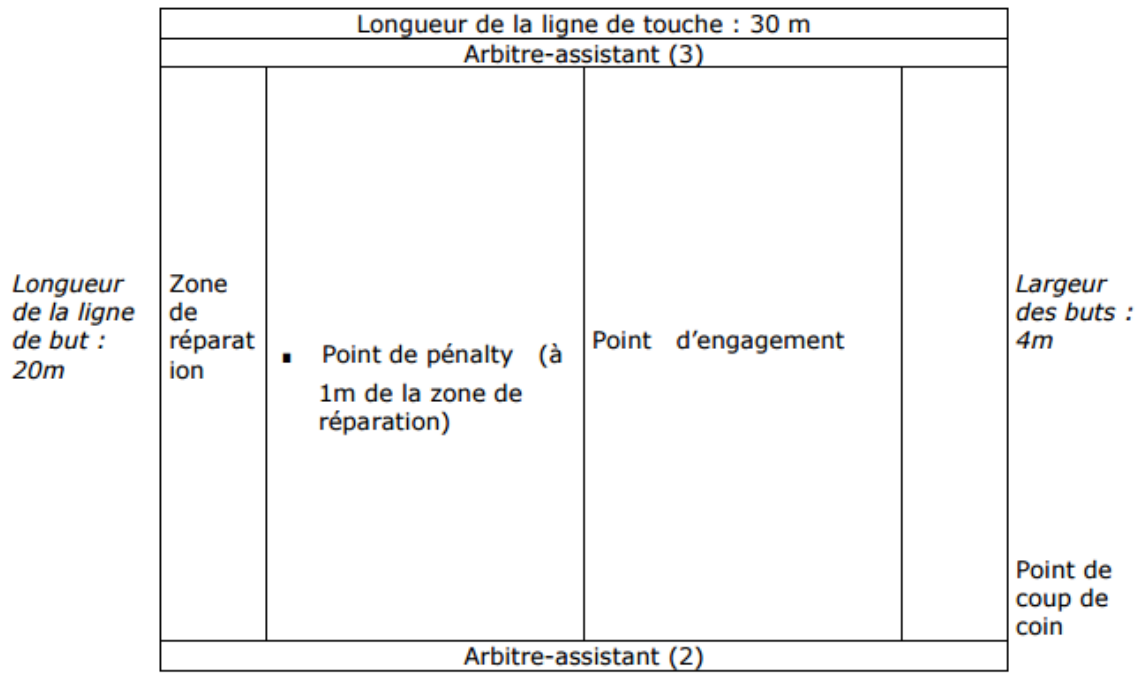 Longueur de la ligne de touche : 30 m
Arbitre-assistant (3)
Longueur
de la ligne
de but :
20m
Zone
de
réparat
ion
▪ Point de pénalty (à
1m de la zone de
réparation)
Point d'engagement
Largeur
des buts :
4m
Point de
coup de
coin
Arbitre-assistant (2)